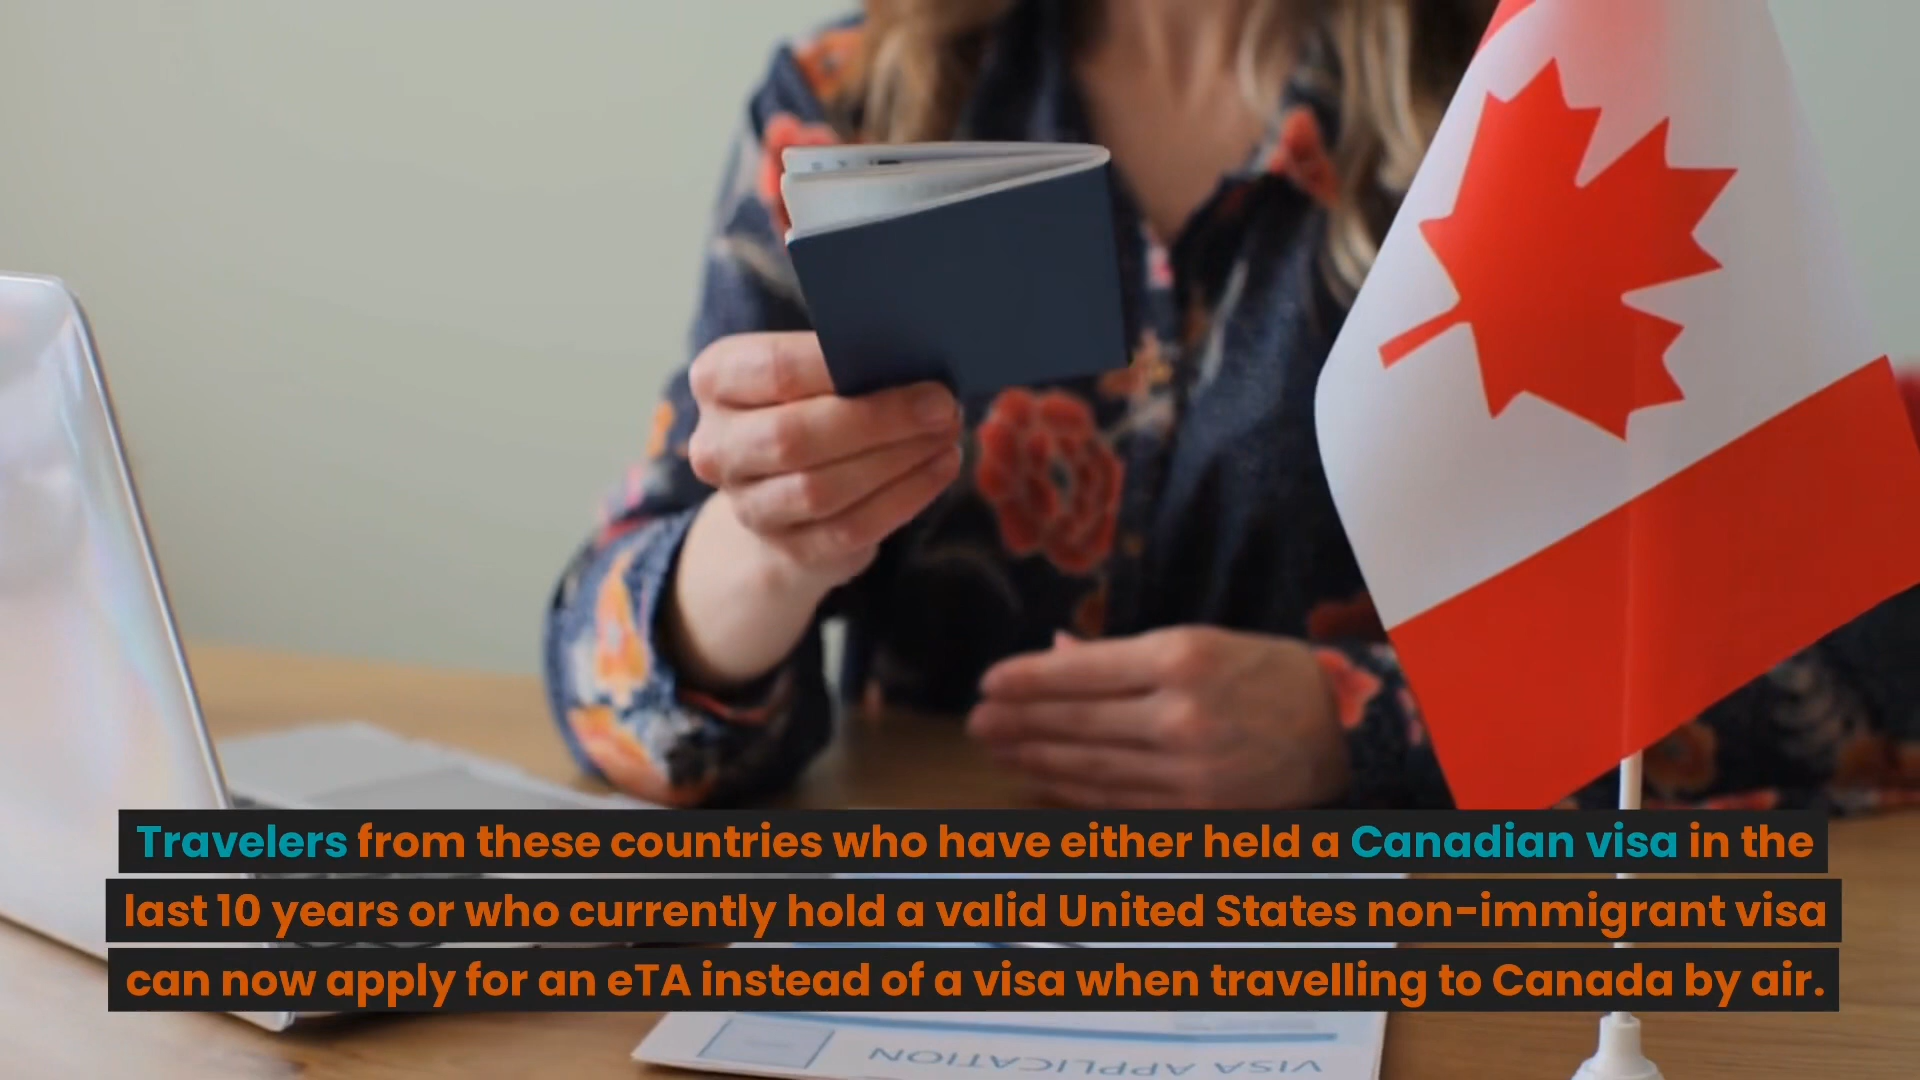 Travelers from these countries who have either held a Canadian visa in the
last 10 years or who currently hold a valid United States non-immigrant visa
can now apply for an eTA instead of a visa when travelling to Canada by air.
VISA APPLICATION